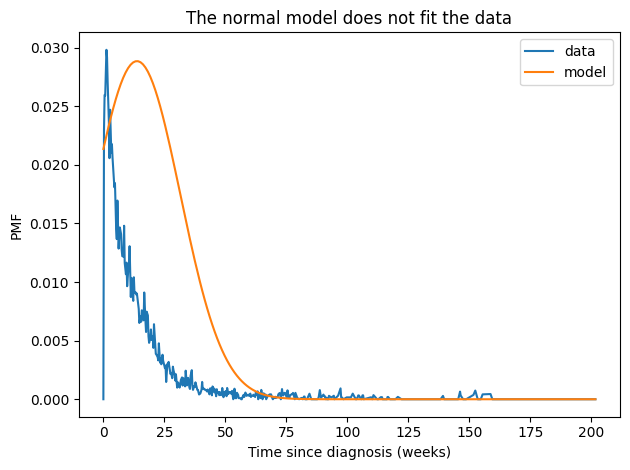 The normal model does not fit the data
data
model
PMF
0.030
0.025
0.020
0.015
0.010
0.005
0.000
0 25 50 75 100 125 150 175 200
Time since diagnosis (weeks)